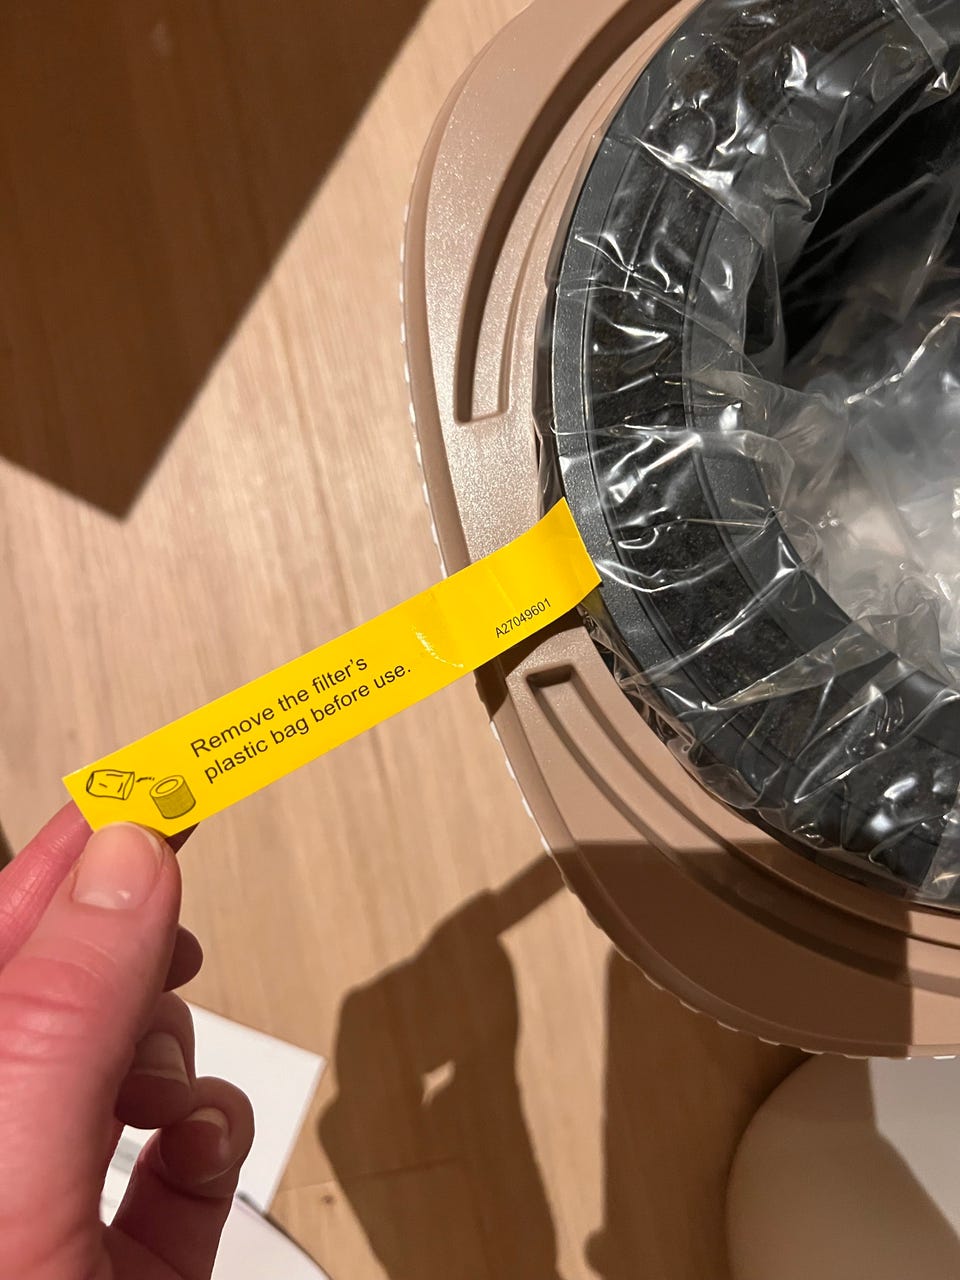 Remove the filter's
plastic bag before use.
A27049601